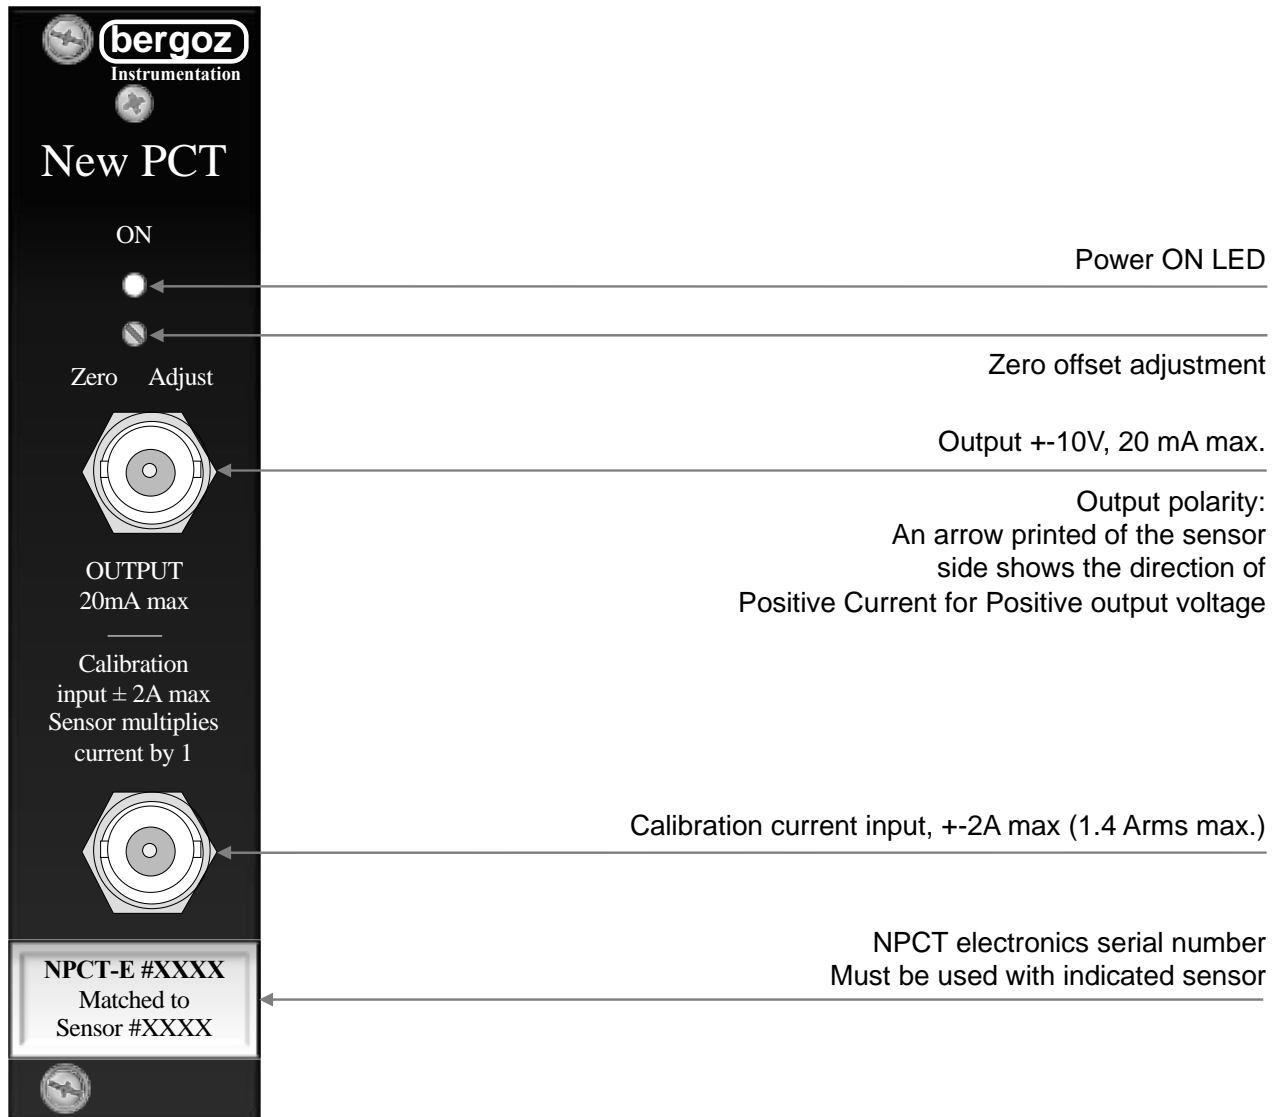 bergoz
Instrumentation
New PCT
ON
Power ON LED
Zero offset adjustment
Zero Adjust
Output +-10V, 20 mA max.
Output polarity:
An arrow printed of the sensor
side shows the direction of
Positive Current for Positive output voltage
OUTPUT
20mA max
Calibration
input ± 2A max
Sensor multiplies
current by 1
Calibration current input, +-2A max (1.4 Arms max.)
NPCT electronics serial number
Must be used with indicated sensor
NPCT-E #XXXX
Matched to
Sensor #XXXX